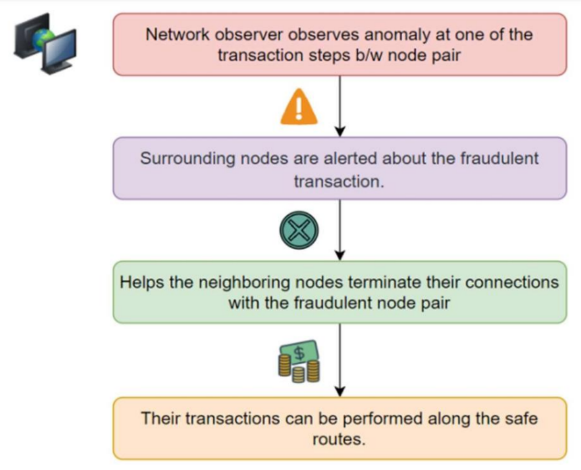 Network observer observes anomaly at one of the
transaction steps b/w node pair
Surrounding nodes are alerted about the fraudulent
transaction.
Helps the neighboring nodes terminate their connections
with the fraudulent node pair
$
Their transactions can be performed along the safe
routes.